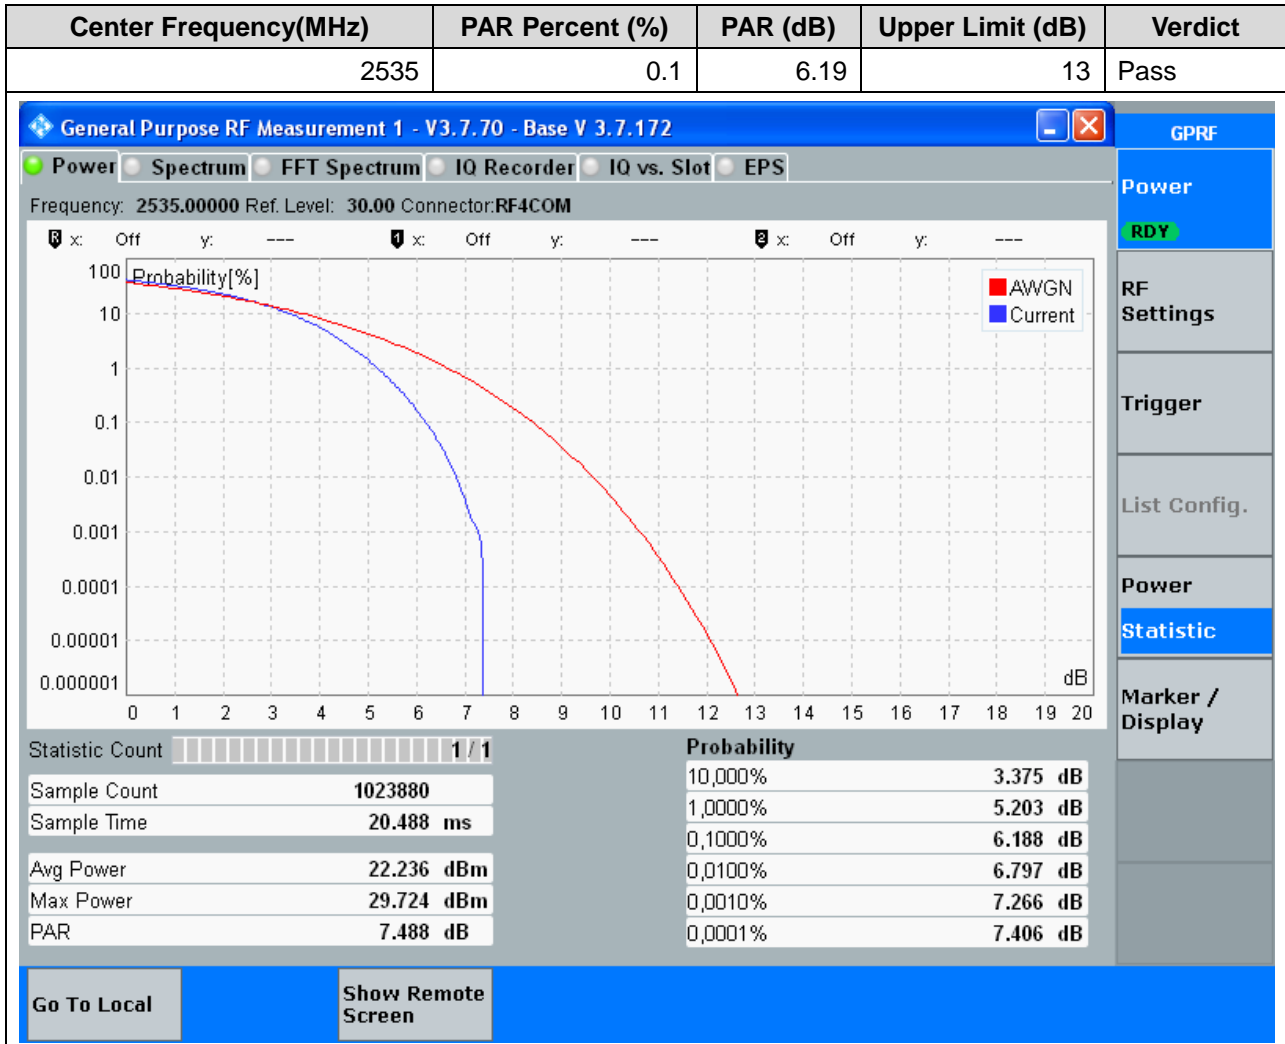 Center Frequency(MHz) PAR Percent (%) PAR (dB) Upper Limit (dB) Verdict
2535 0.1 6.19 13 Pass
General Purpose RF Measurement 1 - V3.7.70 - Base V 3.7.172
GPRF
Power Spectrum FFT Spectrum IQ Recorder IQ vs. Slot EPS
Power
RDY
Frequency: 2535.00000 Ref. Level: 30.00 Connector:RF4COM
R x: Off y: --- 1 x: Off y: --- 2 x: Off y: ---
Probability[%]
100
10
1
0.1
0.01
0.001
0.0001
0.00001
0.000001
AWGN
Current
dB
0 1 2 3 4 5 6 7 8 9 10 11 12 13 14 15 16 17 18 19 20
RF
Settings
Trigger
List Config.
Power
Statistic
Marker /
Display
Statistic Count 1 / 1
Sample Count 1023880
Sample Time 20.488 ms
Avg Power 22.236 dBm
Max Power 29.724 dBm
PAR 7.488 dB
Probability
10,000% 3.375 dB
1,0000% 5.203 dB
0,1000% 6.188 dB
0,0100% 6.797 dB
0,0010% 7.266 dB
0,0001% 7.406 dB
Go To Local
Show Remote
Screen